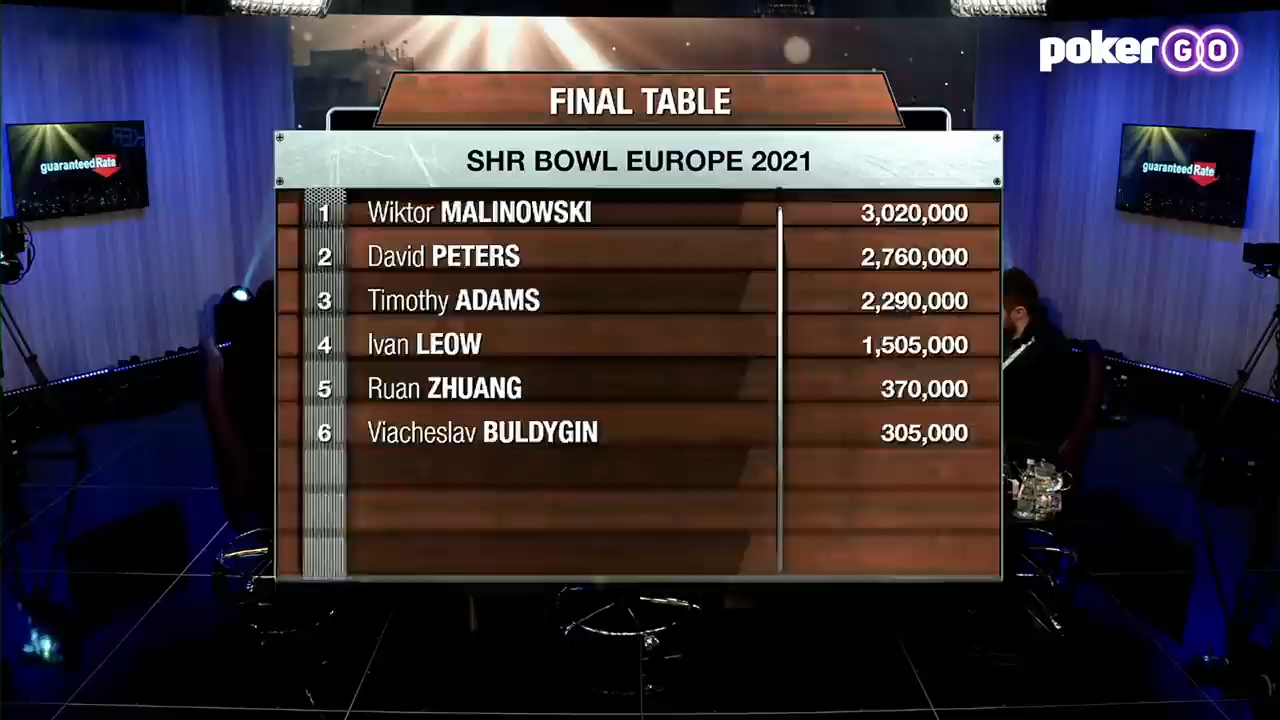 pokerGO
FINAL TABLE
SHR BOWL EUROPE 2021
1 Wiktor MALINOWSKI 3,020,000
2 David PETERS 2,760,000
3 Timothy ADAMS 2,290,000
4 Ivan LEOW 1,505,000
5 Ruan ZHUANG 370,000
6 Viacheslav BULDYGIN 305,000
guaranteedRate
guaranteedRate